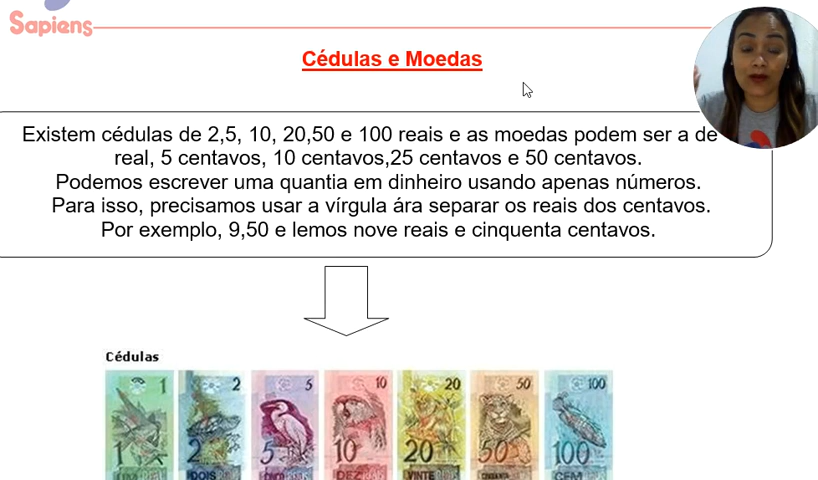 Sapiens
Cédulas e Moedas
Existem cédulas de 2,5, 10, 20,50 e 100 reais e as moedas podem ser a de
real, 5 centavos, 10 centavos,25 centavos e 50 centavos.
Podemos escrever uma quantia em dinheiro usando apenas números.
Para isso, precisamos usar a vírgula ára separar os reais dos centavos.
Por exemplo, 9,50 e lemos nove reais e cinquenta centavos.
Cédulas
1 2 5 10 20 50 100
1 2 5 10 20 50 100
DOIS DEZ VINTE CINQUENTA CEM